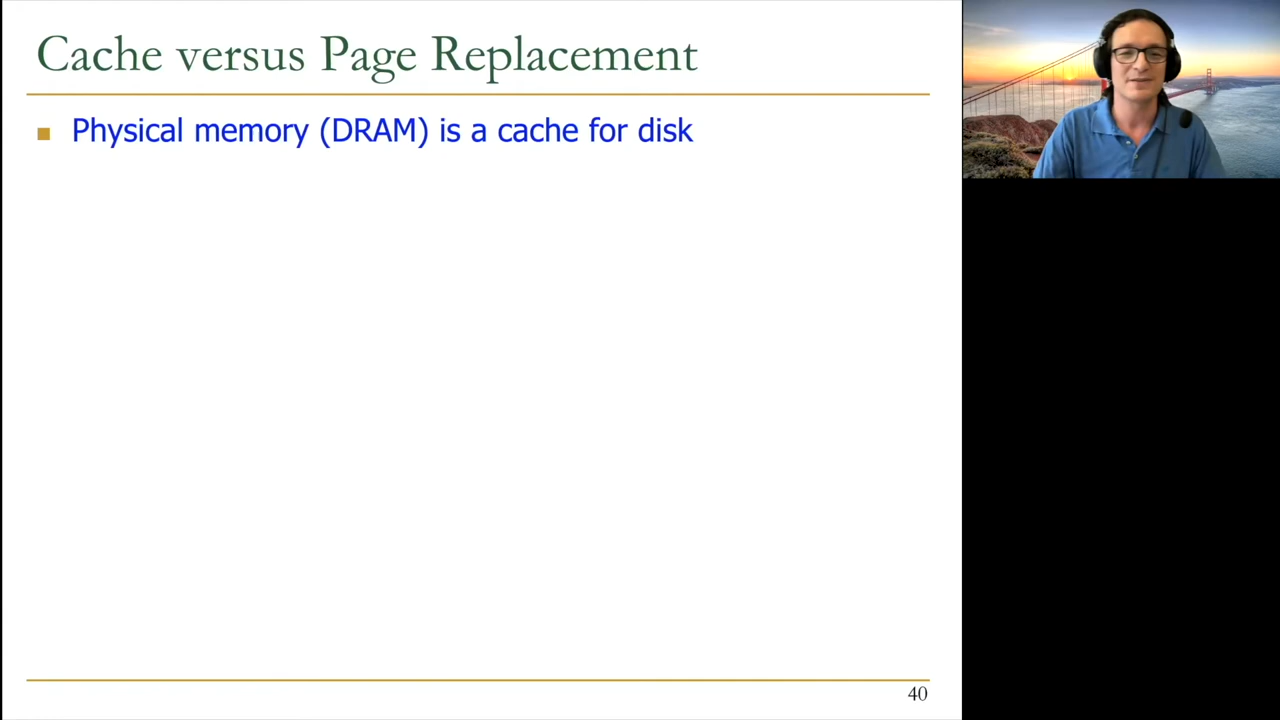 Cache versus Page Replacement
Physical memory (DRAM) is a cache for disk
40